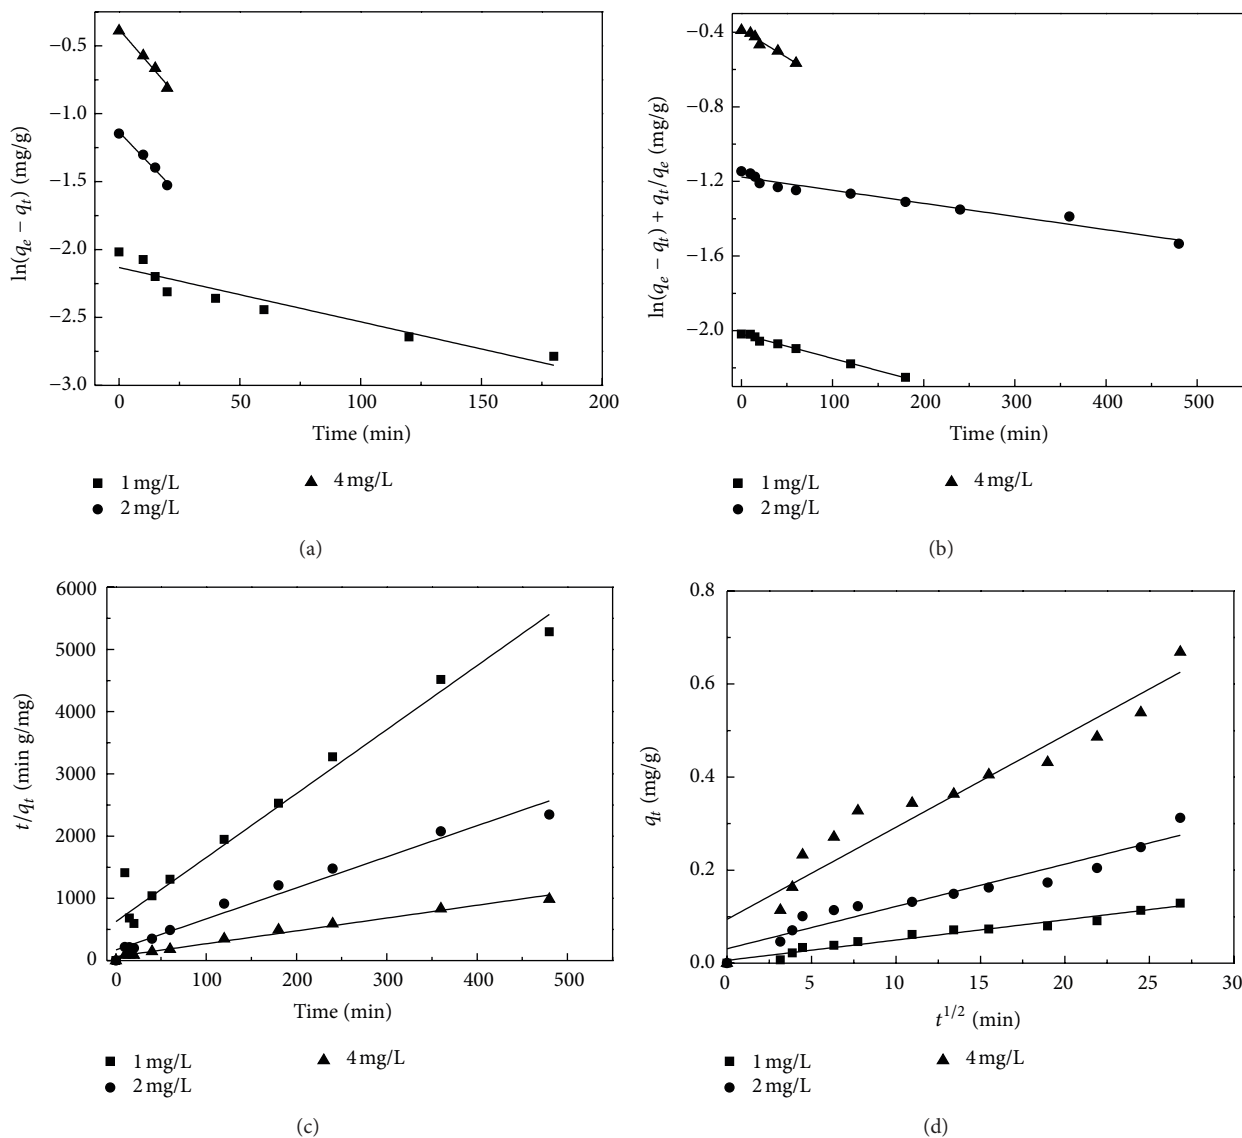 −0.5
−1.0
−1.5
−2.0
−2.5
−3.0
ln(qₑ − qₜ) (mg/g)
0 50 100 150 200
Time (min)
1 mg/L 4 mg/L
2 mg/L
(a)
−0.4
−0.8
−1.2
−1.6
−2.0
ln(qₑ − qₜ) + qₜ/qₑ (mg/g)
0 100 200 300 400 500
Time (min)
1 mg/L 4 mg/L
2 mg/L
(b)
6000
5000
4000
3000
2000
1000
0
t/qₜ (min g/mg)
0 100 200 300 400 500
Time (min)
1 mg/L 4 mg/L
2 mg/L
(c)
0.8
0.6
0.4
0.2
0.0
qₜ (mg/g)
0 5 10 15 20 25 30
t^{1/2} (min)
1 mg/L 4 mg/L
2 mg/L
(d)